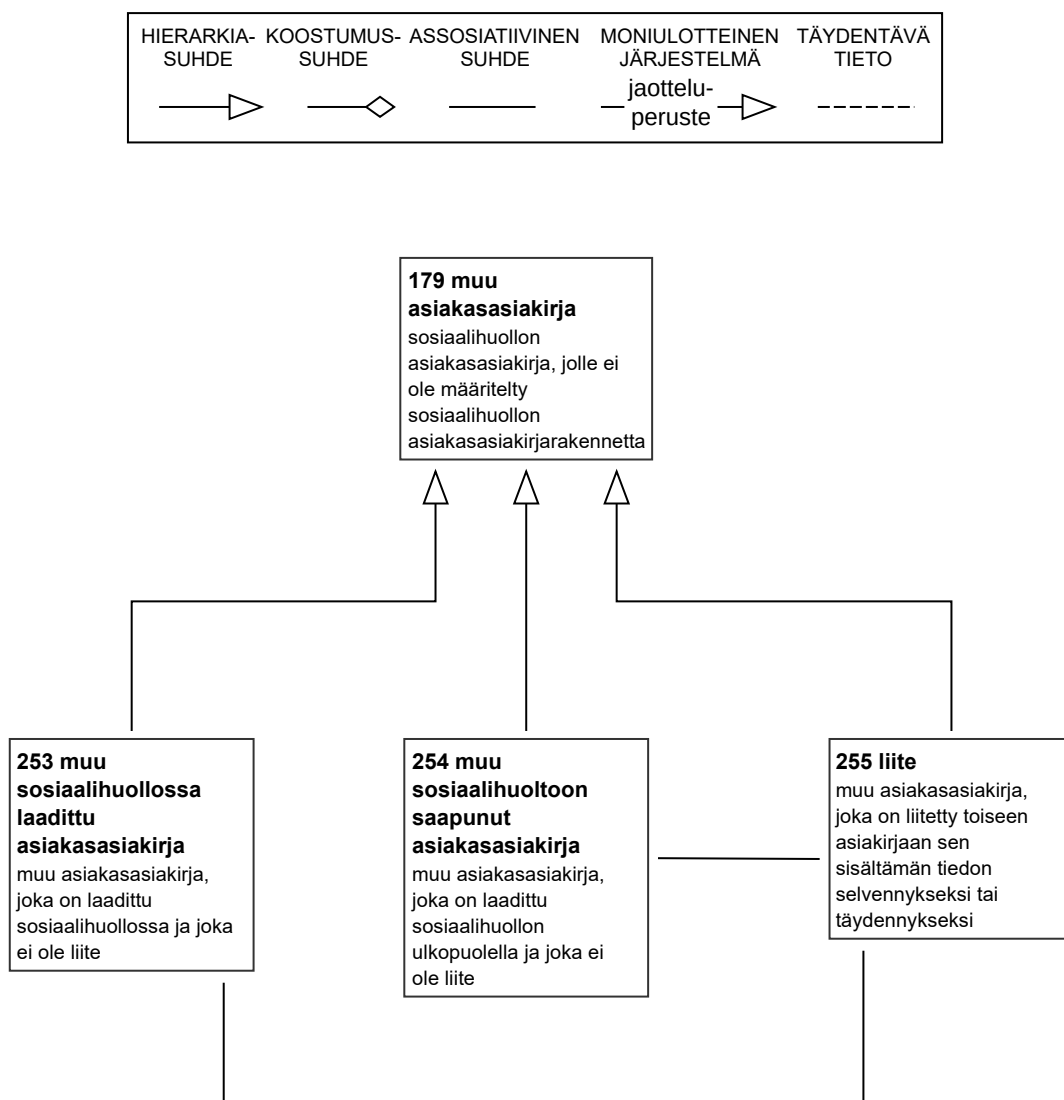 HIERARKIA-
SUHDE
KOOSTUMUS-
SUHDE
ASSOSIATIIVINEN
SUHDE
MONIULOTTEINEN
JÄRJESTELMÄ
jaottelu-
peruste
TÄYDENTÄVÄ
TIETO
179 muu
asiakasasiakirja
sosiaalihuollon
asiakasasiakirja, jolle ei
ole määritelty
sosiaalihuollon
asiakasasiakirjarakennetta
253 muu
sosiaalihuollossa
laadittu
asiakasasiakirja
muu asiakasasiakirja,
joka on laadittu
sosiaalihuollossa ja joka
ei ole liite
254 muu
sosiaalihuoltoon
saapunut
asiakasasiakirja
muu asiakasasiakirja,
joka on laadittu
sosiaalihuollon
ulkopuolella ja joka ei
ole liite
255 liite
muu asiakasasiakirja,
joka on liitetty toiseen
asiakirjaan sen
sisältämän tiedon
selvennykseksi tai
täydennykseksi